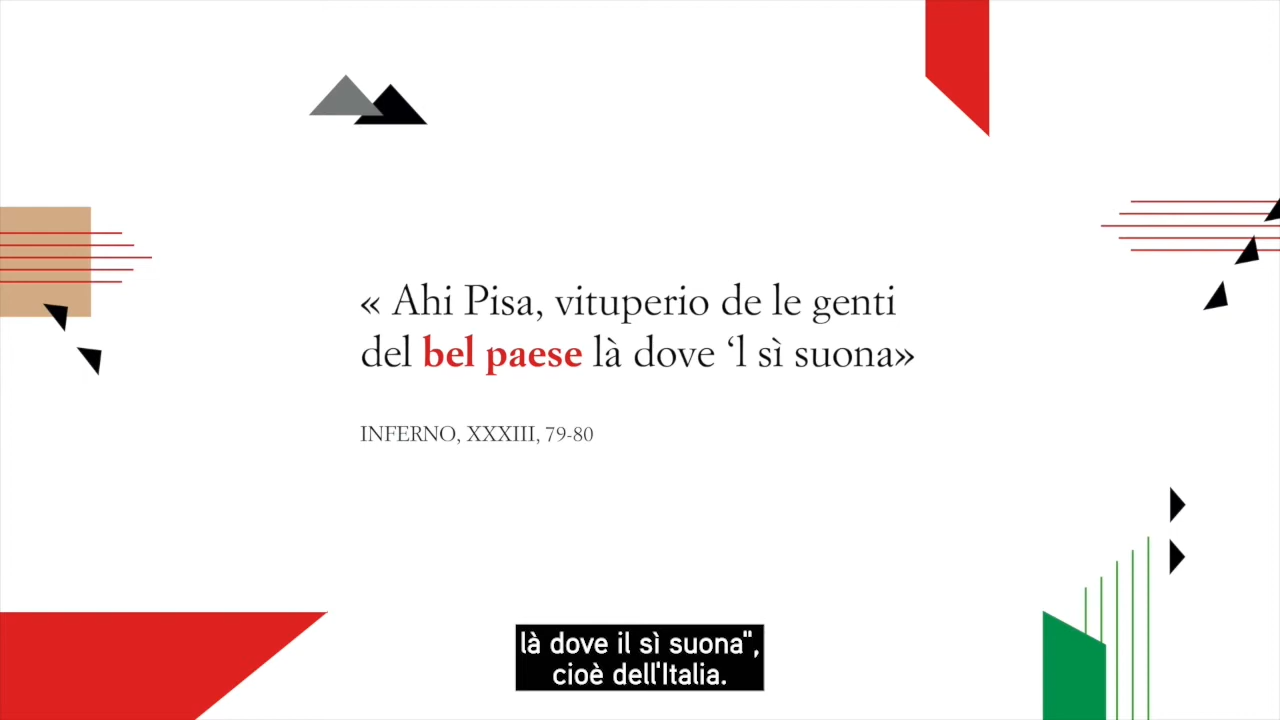 « Ahi Pisa, vituperio de le genti
del bel paese là dove ‘l sì suona»
INFERNO, XXXIII, 79-80
là dove il sì suona",
cioè dell'Italia.